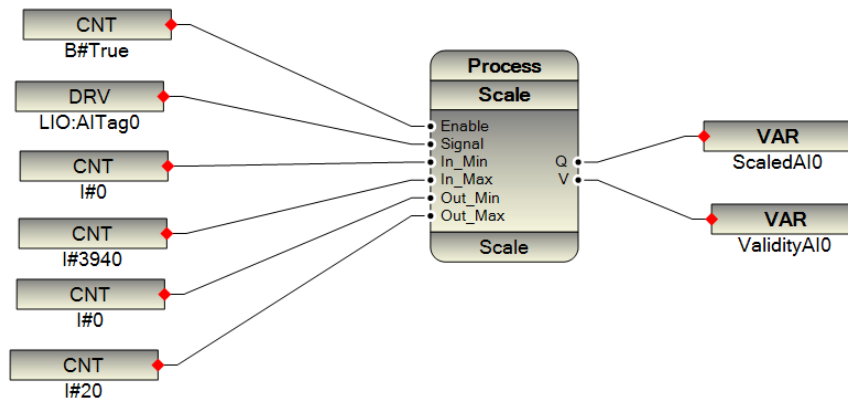 CNT
B#True
DRV
LIO:AITag0
CNT
I#0
CNT
I#3940
CNT
I#0
CNT
I#20
Process
Scale
Enable
Signal
In_Min
In_Max
Out_Min
Out_Max
Q
V
Scale
VAR
ScaledAI0
VAR
ValidityAI0